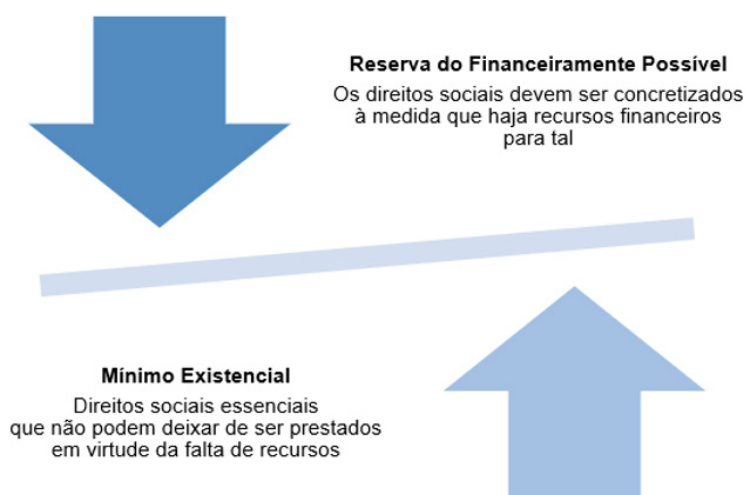 Reserva do Financeiramente Possível
Os direitos sociais devem ser concretizados
à medida que haja recursos financeiros
para tal
Mínimo Existencial
Direitos sociais essenciais
que não podem deixar de ser prestados
em virtude da falta de recursos